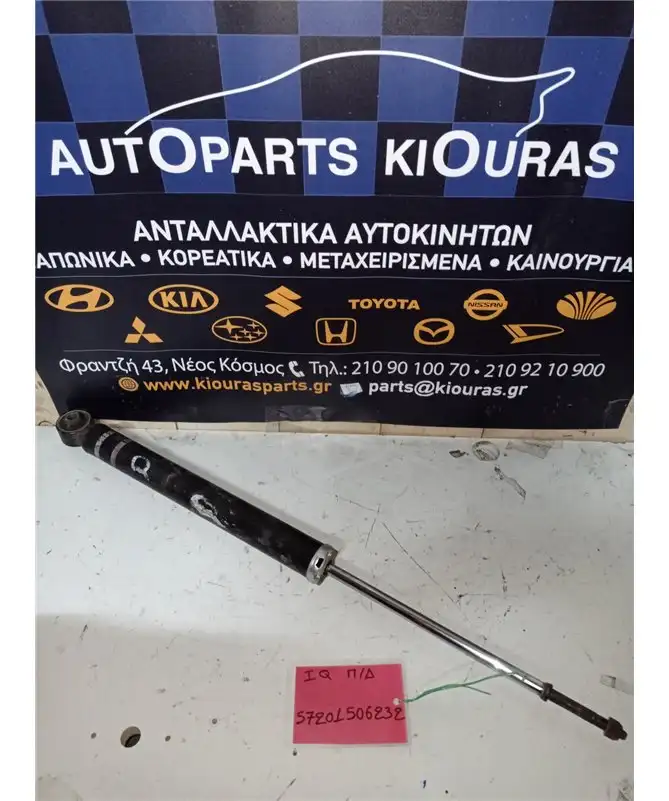 AUTOPARTS KIOURAS
ΑΝΤΑΛΛΑΚΤΙΚΑ ΑΥΤΟΚΙΝΗΤΩΝ
ΑΠΩΝΙΚΑ • ΚΟΡΕΑΤΙΚΑ • ΜΕΤΑΧΕΙΡΙΣΜΕΝΑ • ΚΑΙΝΟΥΡΓΙΑ
KIA TOYOTA NISSAN
Φραντζή 43, Νέος Κόσμος Τηλ.: 210 90 100 70 • 210 92 10 900
www.kiourasparts.gr parts@kiouras.gr
IQ Π/Δ
57201506232